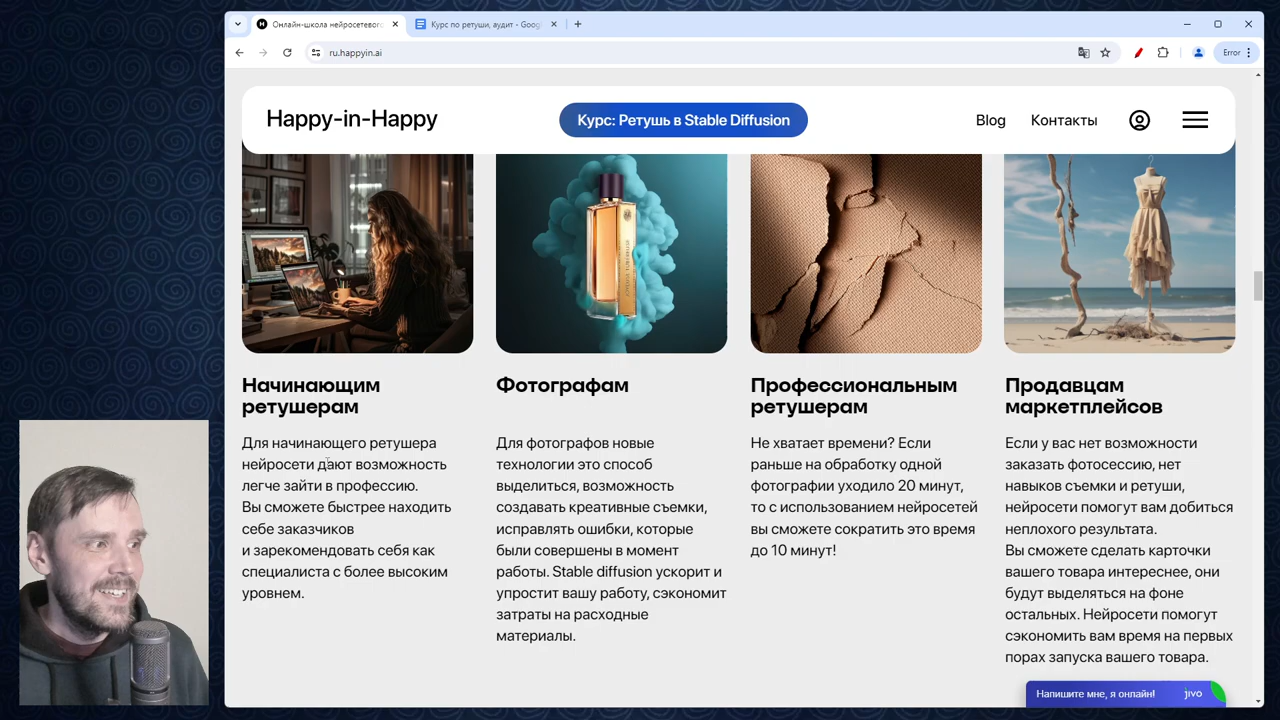 Онлайн-школа нейросетевого
Курс по ретуши, аудит - Goog
ru.happyin.ai
Error
Happy-in-Happy
Курс: Ретушь в Stable Diffusion
Blog
Контакты
Начинающим
ретушерам
Для начинающего ретушера
нейросети дают возможность
легче зайти в профессию.
Вы сможете быстрее находить
себе заказчиков
и зарекомендовать себя как
специалиста с более высоким
уровнем.
Фотографам
Для фотографов новые
технологии это способ
выделиться, возможность
создавать креативные съемки,
исправлять ошибки, которые
были совершены в момент
работы. Stable diffusion ускорит и
упростит вашу работу, сэкономит
затраты на расходные
материалы.
Профессиональным
ретушерам
Не хватает времени? Если
раньше на обработку одной
фотографии уходило 20 минут,
то с использованием нейросетей
вы сможете сократить это время
до 10 минут!
Продавцам
маркетплейсов
Если у вас нет возможности
заказать фотосессию, нет
навыков съемки и ретуши,
нейросети помогут вам добиться
неплохого результата.
Вы сможете сделать карточки
вашего товара интереснее, они
будут выделяться на фоне
остальных. Нейросети помогут
сэкономить вам время на первых
порах запуска вашего товара.
Напишите мне, я онлайн!
jivo